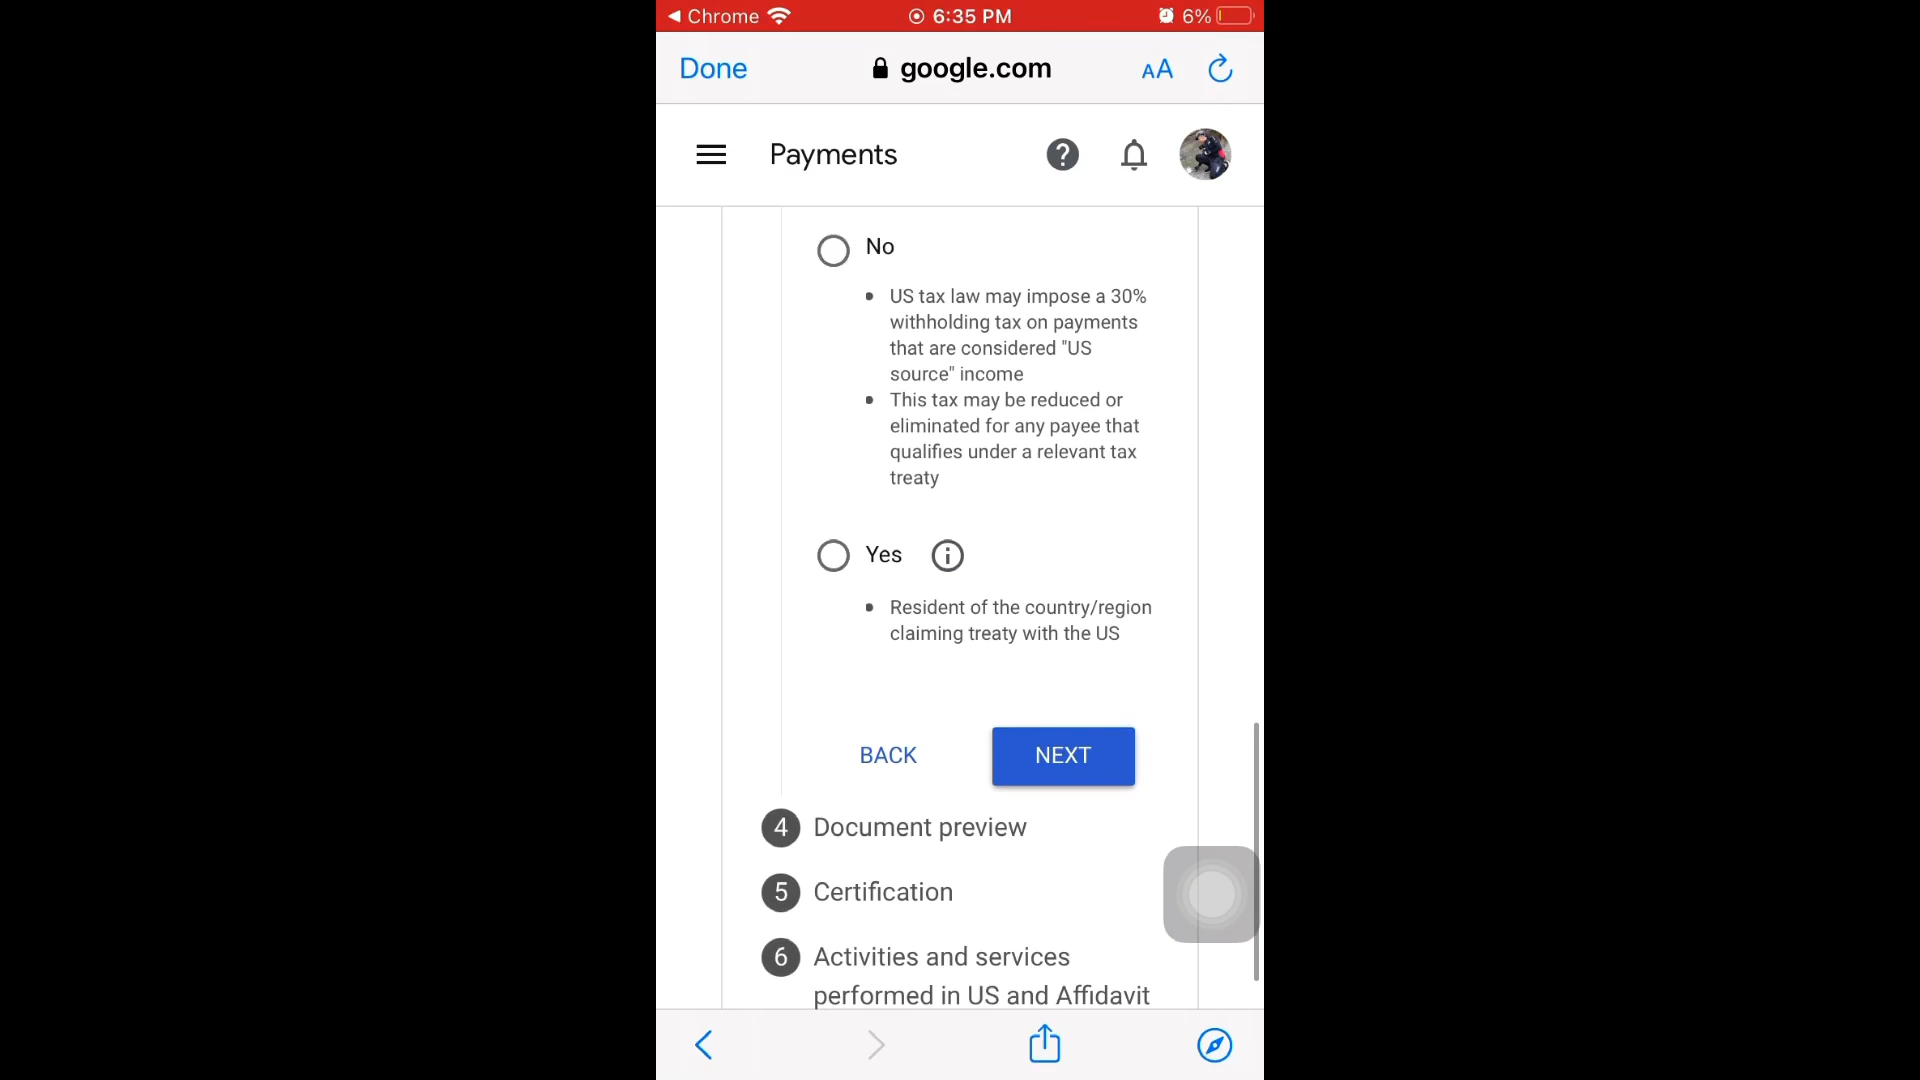 ◀ Chrome 6:35 PM 6%
Done google.com AA
Payments
No
• US tax law may impose a 30%
withholding tax on payments
that are considered "US
source" income
• This tax may be reduced or
eliminated for any payee that
qualifies under a relevant tax
treaty
Yes
• Resident of the country/region
claiming treaty with the US
BACK NEXT
4 Document preview
5 Certification
6 Activities and services
performed in US and Affidavit